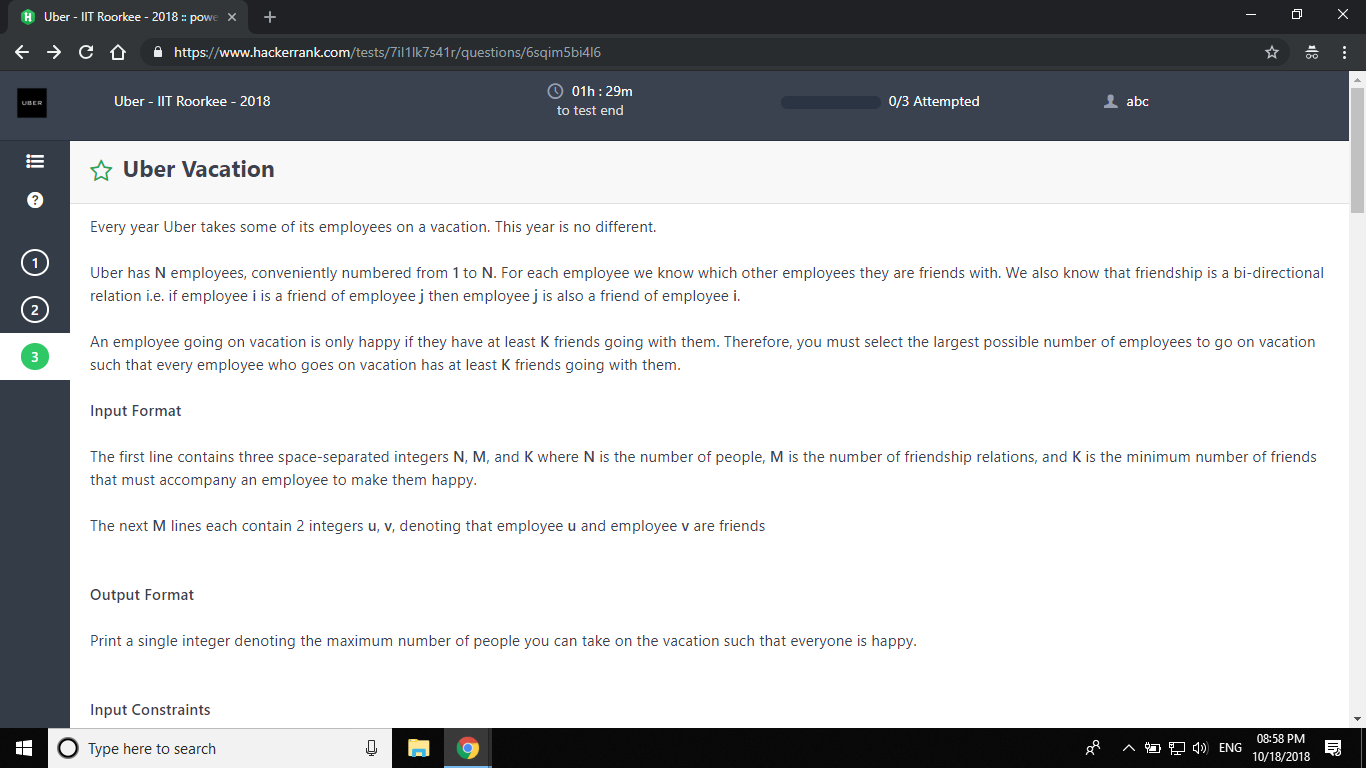 Uber - IIT Roorkee - 2018 :: powe
https://www.hackerrank.com/tests/7il1lk7s41r/questions/6sqim5bi4l6
UBER
Uber - IIT Roorkee - 2018
01h : 29m
to test end
0/3 Attempted
abc
Uber Vacation
Every year Uber takes some of its employees on a vacation. This year is no different.
Uber has N employees, conveniently numbered from 1 to N. For each employee we know which other employees they are friends with. We also know that friendship is a bi-directional
relation i.e. if employee i is a friend of employee j then employee j is also a friend of employee i.
An employee going on vacation is only happy if they have at least K friends going with them. Therefore, you must select the largest possible number of employees to go on vacation
such that every employee who goes on vacation has at least K friends going with them.
Input Format
The first line contains three space-separated integers N, M, and K where N is the number of people, M is the number of friendship relations, and K is the minimum number of friends
that must accompany an employee to make them happy.
The next M lines each contain 2 integers u, v, denoting that employee u and employee v are friends
Output Format
Print a single integer denoting the maximum number of people you can take on the vacation such that everyone is happy.
Input Constraints
?
1
2
3
Type here to search
ENG
08:58 PM
10/18/2018